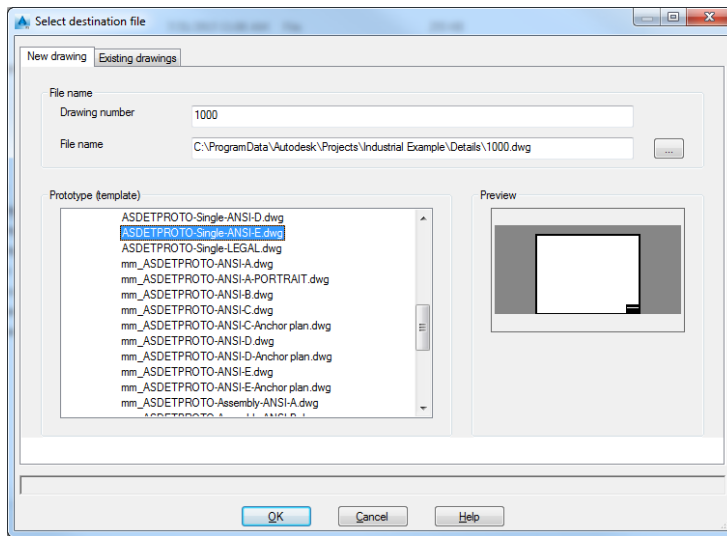 Select destination file
New drawing
Existing drawings
File name
Drawing number
1000
File name
C:\ProgramData\Autodesk\Projects\Industrial Example\Details\1000.dwg
...
Prototype (template)
Preview
ASDETPROTO-Single-ANSI-D.dwg
ASDETPROTO-Single-ANSI-E.dwg
ASDETPROTO-Single-LEGAL.dwg
mm_ASDETPROTO-ANSI-A.dwg
mm_ASDETPROTO-ANSI-A-PORTRAIT.dwg
mm_ASDETPROTO-ANSI-B.dwg
mm_ASDETPROTO-ANSI-C.dwg
mm_ASDETPROTO-ANSI-C-Anchor plan.dwg
mm_ASDETPROTO-ANSI-D.dwg
mm_ASDETPROTO-ANSI-D-Anchor plan.dwg
mm_ASDETPROTO-ANSI-E.dwg
mm_ASDETPROTO-ANSI-E-Anchor plan.dwg
mm_ASDETPROTO-Assembly-ANSI-A.dwg
OK
Cancel
Help